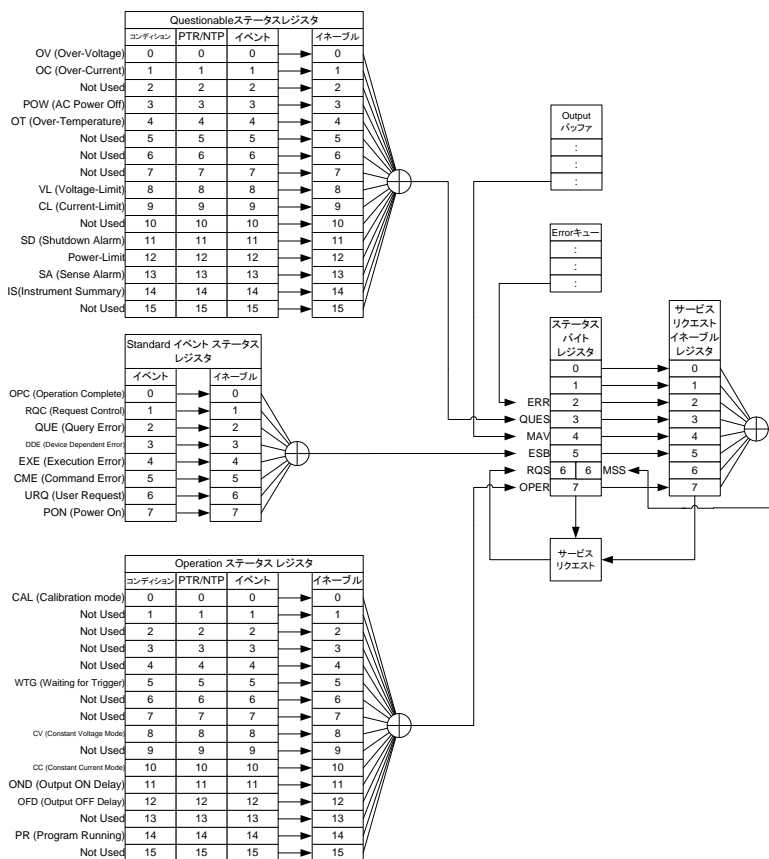 Questionableステータスレジスタ
コンディション PTR/NTP イベント イネーブル
OV (Over-Voltage) 0 0 0 0
OC (Over-Current) 1 1 1 1
Not Used 2 2 2 2
POW (AC Power Off) 3 3 3 3
OT (Over-Temperature) 4 4 4 4
Not Used 5 5 5 5
Not Used 6 6 6 6
Not Used 7 7 7 7
VL (Voltage-Limit) 8 8 8 8
CL (Current-Limit) 9 9 9 9
Not Used 10 10 10 10
SD (Shutdown Alarm) 11 11 11 11
Power-Limit 12 12 12 12
SA (Sense Alarm) 13 13 13 13
IS(Instrument Summary) 14 14 14 14
Not Used 15 15 15 15
Output
バッファ
:
:
:
Errorキュー
:
:
:
Standard イベント ステータス
レジスタ
イベント イネーブル
OPC (Operation Complete) 0 0
RQC (Request Control) 1 1
QUE (Query Error) 2 2
DDE (Device Dependent Error) 3 3
EXE (Execution Error) 4 4
CME (Command Error) 5 5
URQ (User Request) 6 6
PON (Power On) 7 7
ステータス
バイト
レジスタ
0
1
ERR 2
QUES 3
MAV 4
ESB 5
RQS 6 6 MSS
OPER 7
サービス
リクエスト
イネーブル
レジスタ
0
1
2
3
4
5
6
7
サービス
リクエスト
Operation ステータス レジスタ
コンディション PTR/NTP イベント イネーブル
CAL (Calibration mode) 0 0 0 0
Not Used 1 1 1 1
Not Used 2 2 2 2
Not Used 3 3 3 3
Not Used 4 4 4 4
WTG (Waiting for Trigger) 5 5 5 5
Not Used 6 6 6 6
Not Used 7 7 7 7
CV (Constant Voltage Mode) 8 8 8 8
Not Used 9 9 9 9
CC (Constant Current Mode) 10 10 10 10
OND (Output ON Delay) 11 11 11 11
OFD (Output OFF Delay) 12 12 12 12
Not Used 13 13 13 13
PR (Program Running) 14 14 14 14
Not Used 15 15 15 15